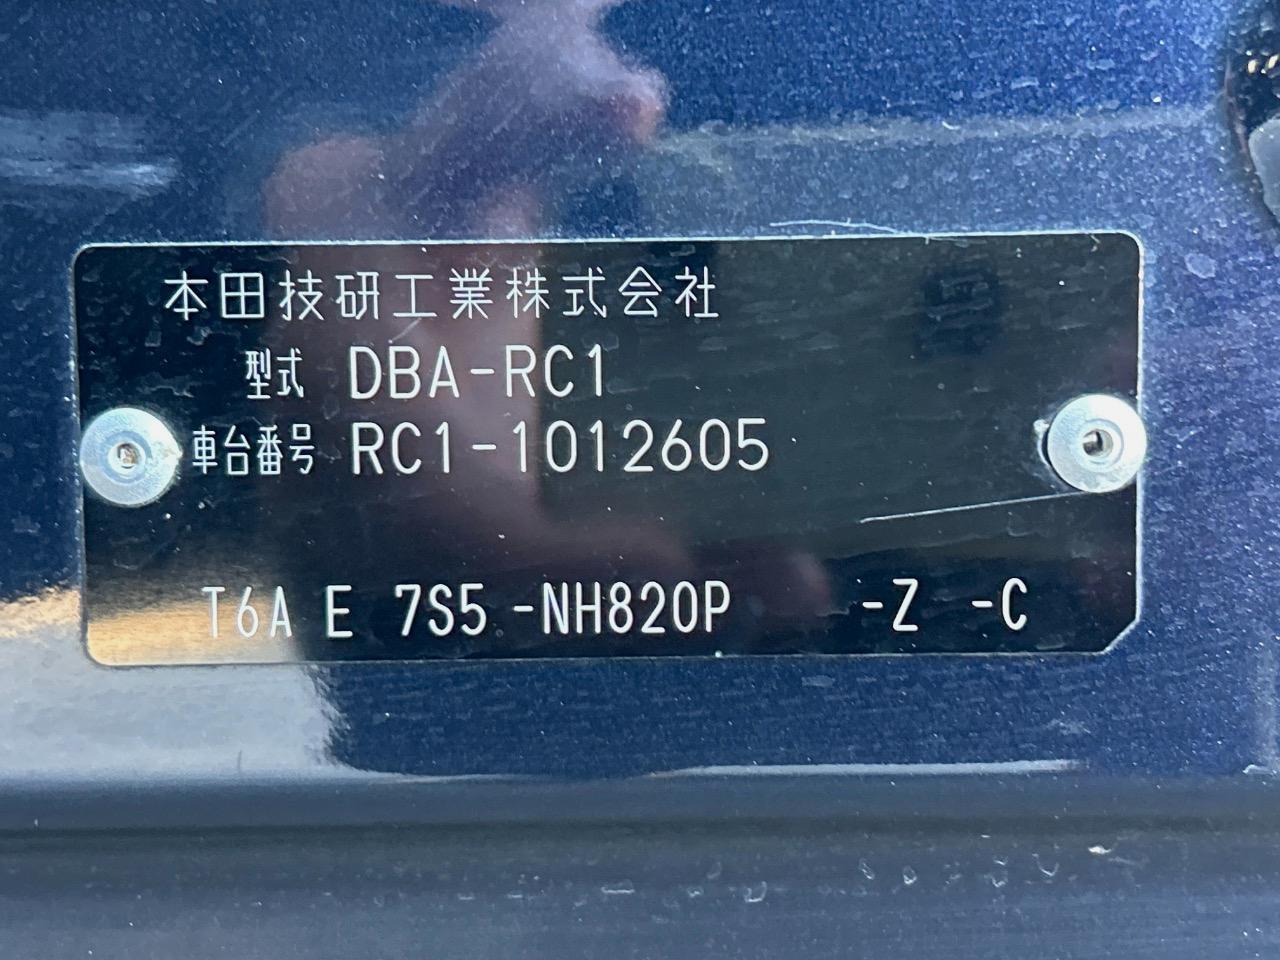 本田技研工業株式会社
型式 DBA-RC1
車台番号 RC1-1012605
T6A E 7S5 -NH820P -Z -C